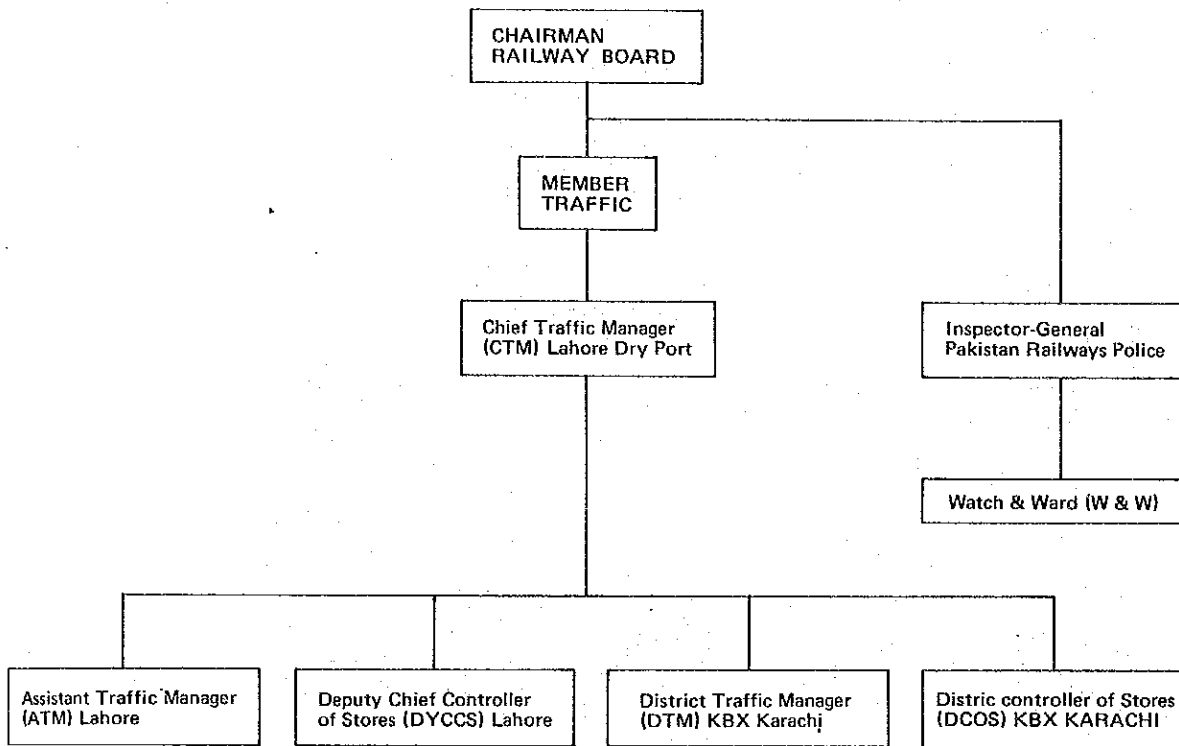 CHAIRMAN
RAILWAY BOARD
MEMBER
TRAFFIC
Chief Traffic Manager
(CTM) Lahore Dry Port
Inspector-General
Pakistan Railways Police
Watch & Ward (W & W)
Assistant Traffic Manager
(ATM) Lahore
Deputy Chief Controller
of Stores (DYCCS) Lahore
District Traffic Manager
(DTM) KBX Karachi
Distric controller of Stores
(DCOS) KBX KARACHI